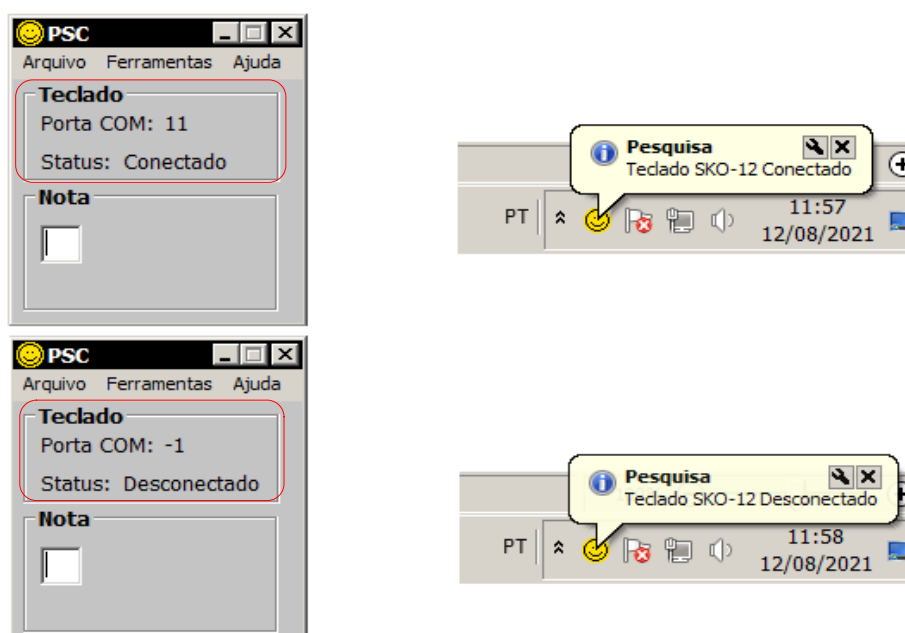 PSC
Arquivo Ferramentas Ajuda
Teclado
Porta COM: 11
Status: Conectado
Nota
Pesquisa
Teclado SKO-12 Conectado
PT
11:57
12/08/2021
PSC
Arquivo Ferramentas Ajuda
Teclado
Porta COM: -1
Status: Desconectado
Nota
Pesquisa
Teclado SKO-12 Desconectado
PT
11:58
12/08/2021